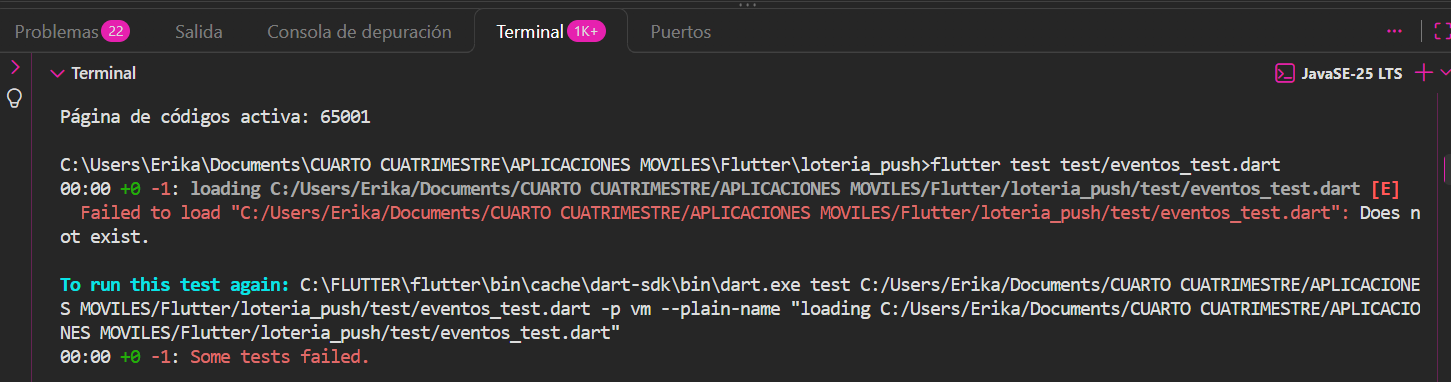 Problemas 22 Salida Consola de depuración Terminal 1K+ Puertos
Terminal JavaSE-25 LTS
Página de códigos activa: 65001
C:\Users\Erika\Documents\CUARTO CUATRIMESTRE\APLICACIONES MOVILES\Flutter\loteria_push>flutter test test/eventos_test.dart
00:00 +0 -1: loading C:/Users/Erika/Documents/CUARTO CUATRIMESTRE/APLICACIONES MOVILES/Flutter/loteria_push/test/eventos_test.dart [E]
Failed to load "C:/Users/Erika/Documents/CUARTO CUATRIMESTRE/APLICACIONES MOVILES/Flutter/loteria_push/test/eventos_test.dart": Does n
ot exist.
To run this test again: C:\FLUTTER\flutter\bin\cache\dart-sdk\bin\dart.exe test C:/Users/Erika/Documents/CUARTO CUATRIMESTRE/APLICACIONE
S MOVILES/Flutter/loteria_push/test/eventos_test.dart -p vm --plain-name "loading C:/Users/Erika/Documents/CUARTO CUATRIMESTRE/APLICACIO
NES MOVILES/Flutter/loteria_push/test/eventos_test.dart"
00:00 +0 -1: Some tests failed.